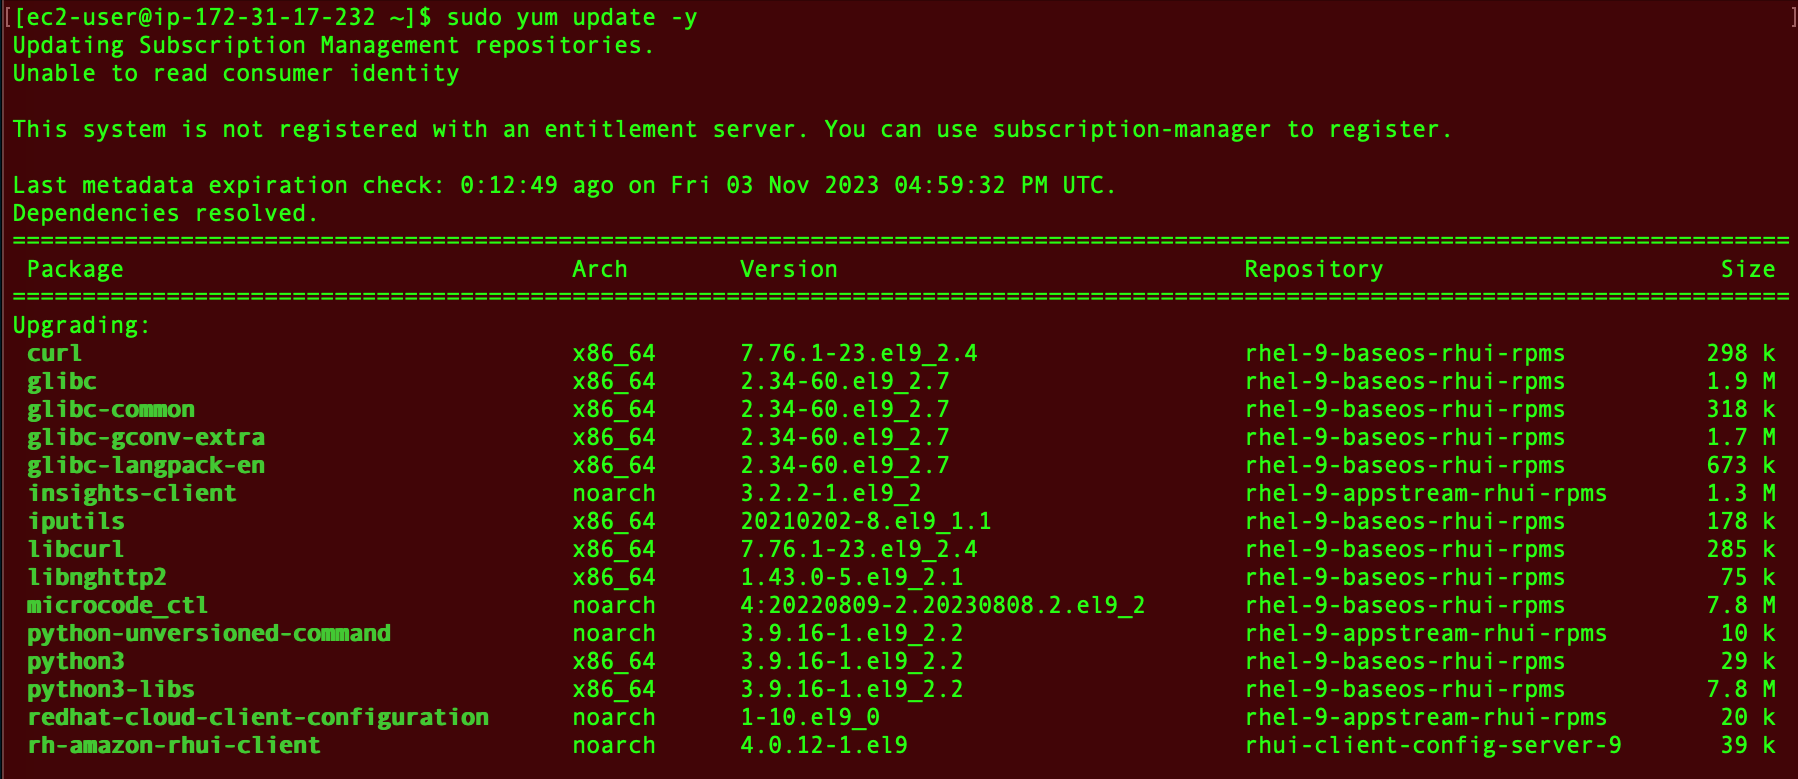 [[ec2-user@ip-172-31-17-232 ~]$ sudo yum update -y ]
Updating Subscription Management repositories.
Unable to read consumer identity
This system is not registered with an entitlement server. You can use subscription-manager to register.
Last metadata expiration check: 0:12:49 ago on Fri 03 Nov 2023 04:59:32 PM UTC.
Dependencies resolved.
===============================================================================================================================
Package Arch Version Repository Size
===============================================================================================================================
Upgrading:
curl x86_64 7.76.1-23.el9_2.4 rhel-9-baseos-rhui-rpms 298 k
glibc x86_64 2.34-60.el9_2.7 rhel-9-baseos-rhui-rpms 1.9 M
glibc-common x86_64 2.34-60.el9_2.7 rhel-9-baseos-rhui-rpms 318 k
glibc-gconv-extra x86_64 2.34-60.el9_2.7 rhel-9-baseos-rhui-rpms 1.7 M
glibc-langpack-en x86_64 2.34-60.el9_2.7 rhel-9-baseos-rhui-rpms 673 k
insights-client noarch 3.2.2-1.el9_2 rhel-9-appstream-rhui-rpms 1.3 M
iputils x86_64 20210202-8.el9_1.1 rhel-9-baseos-rhui-rpms 178 k
libcurl x86_64 7.76.1-23.el9_2.4 rhel-9-baseos-rhui-rpms 285 k
libnghttp2 x86_64 1.43.0-5.el9_2.1 rhel-9-baseos-rhui-rpms 75 k
microcode_ctl noarch 4:20220809-2.20230808.2.el9_2 rhel-9-baseos-rhui-rpms 7.8 M
python-unversioned-command noarch 3.9.16-1.el9_2.2 rhel-9-appstream-rhui-rpms 10 k
python3 x86_64 3.9.16-1.el9_2.2 rhel-9-baseos-rhui-rpms 29 k
python3-libs x86_64 3.9.16-1.el9_2.2 rhel-9-baseos-rhui-rpms 7.8 M
redhat-cloud-client-configuration noarch 1-10.el9_0 rhel-9-appstream-rhui-rpms 20 k
rh-amazon-rhui-client noarch 4.0.12-1.el9 rhui-client-config-server-9 39 k